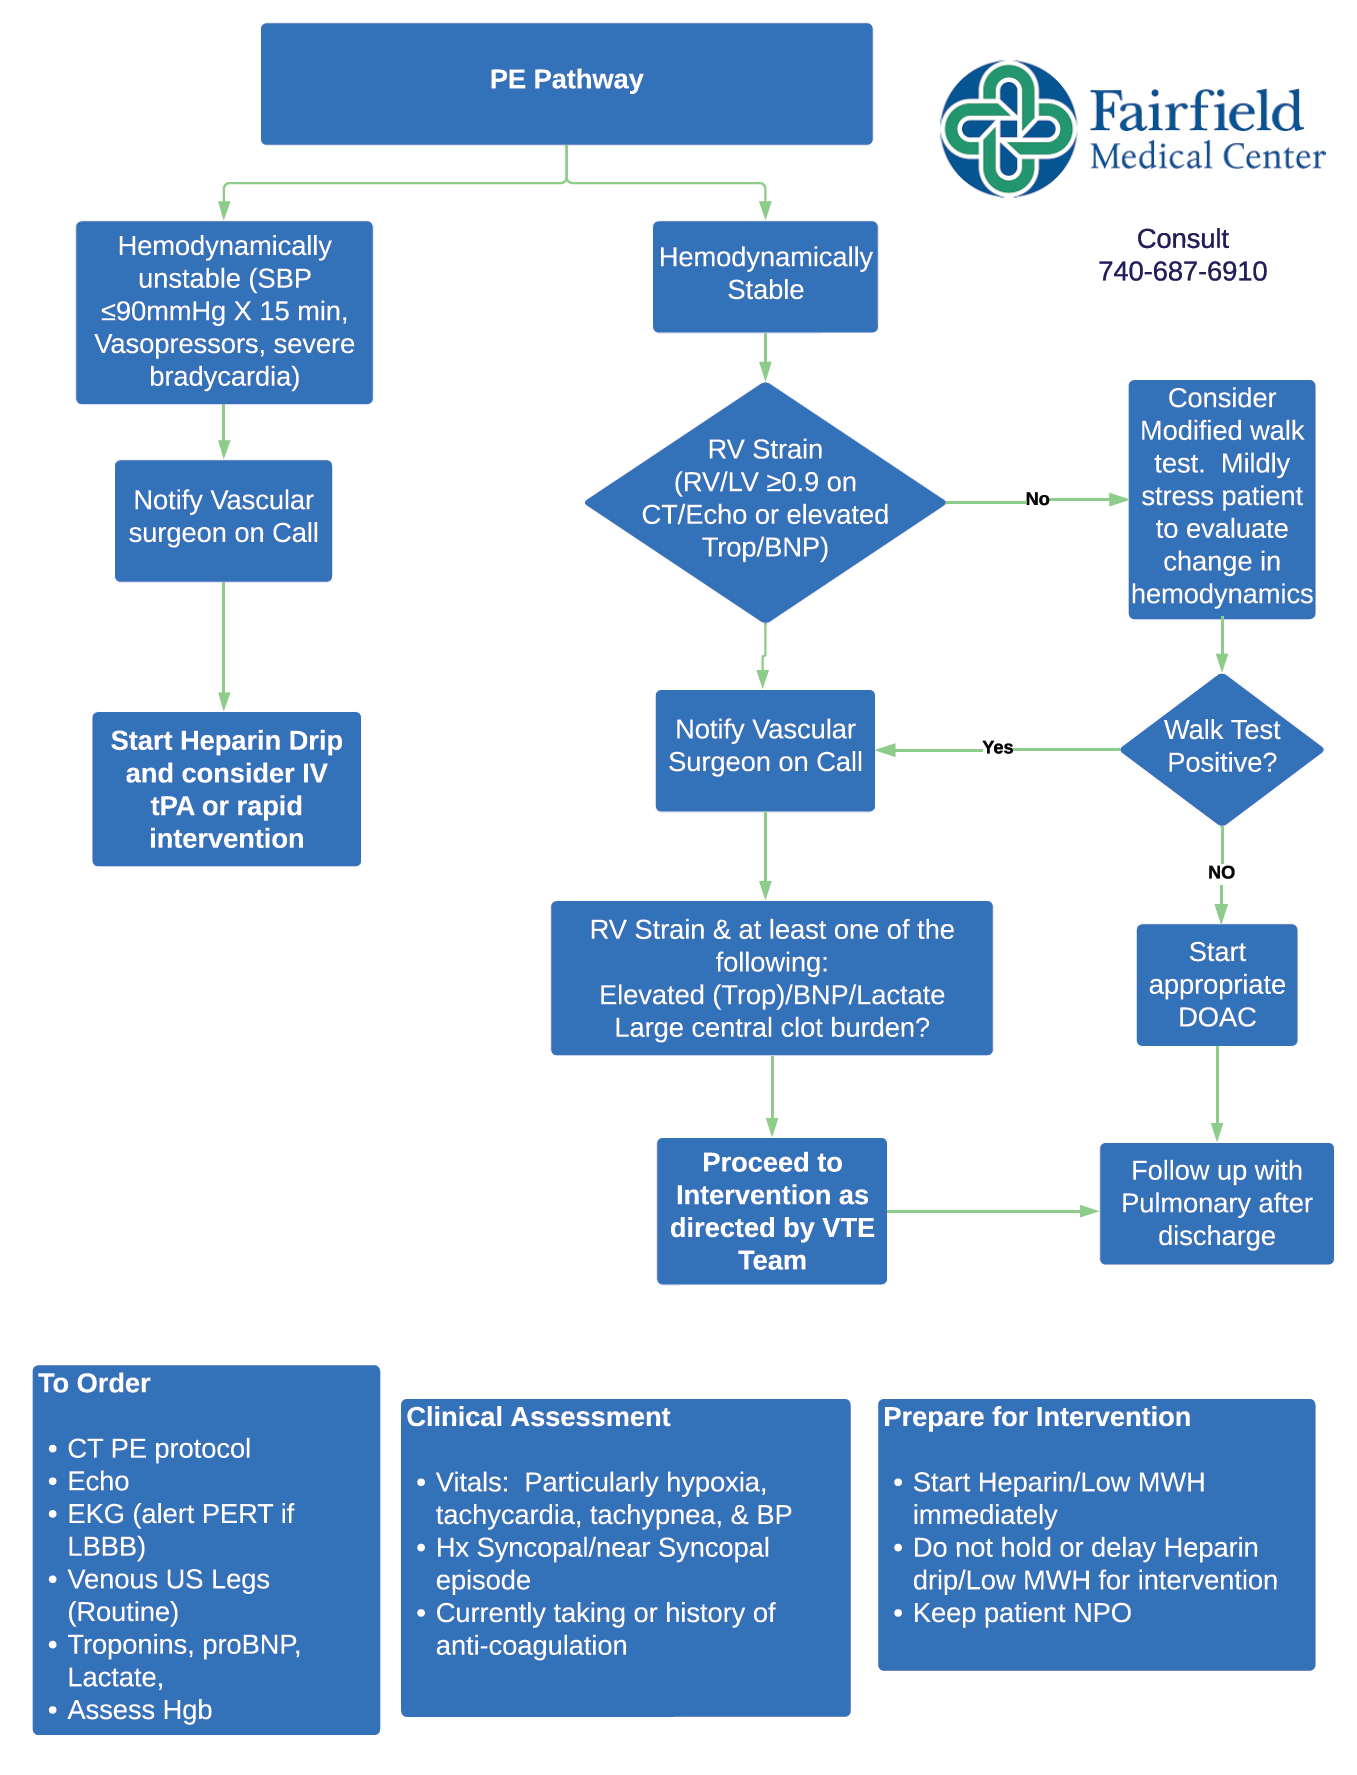 PE Pathway
Fairfield
Medical Center
Consult
740-687-6910
Hemodynamically
unstable (SBP
≤90mmHg X 15 min,
Vasopressors, severe
bradycardia)
Hemodynamically
Stable
Notify Vascular
surgeon on Call
RV Strain
(RV/LV ≥0.9 on
CT/Echo or elevated
Trop/BNP)
No
Consider
Modified walk
test.  Mildly
stress patient
to evaluate
change in
hemodynamics
Start Heparin Drip
and consider IV
tPA or rapid
intervention
Notify Vascular
Surgeon on Call
Yes
Walk Test
Positive?
NO
RV Strain & at least one of the
following:
Elevated (Trop)/BNP/Lactate
Large central clot burden?
Start
appropriate
DOAC
Proceed to
Intervention as
directed by VTE
Team
Follow up with
Pulmonary after
discharge
To Order
• CT PE protocol
• Echo
• EKG (alert PERT if
LBBB)
• Venous US Legs
(Routine)
• Troponins, proBNP,
Lactate,
• Assess Hgb
Clinical Assessment
• Vitals:  Particularly hypoxia,
tachycardia, tachypnea, & BP
• Hx Syncopal/near Syncopal
episode
• Currently taking or history of
anti-coagulation
Prepare for Intervention
• Start Heparin/Low MWH
immediately
• Do not hold or delay Heparin
drip/Low MWH for intervention
• Keep patient NPO